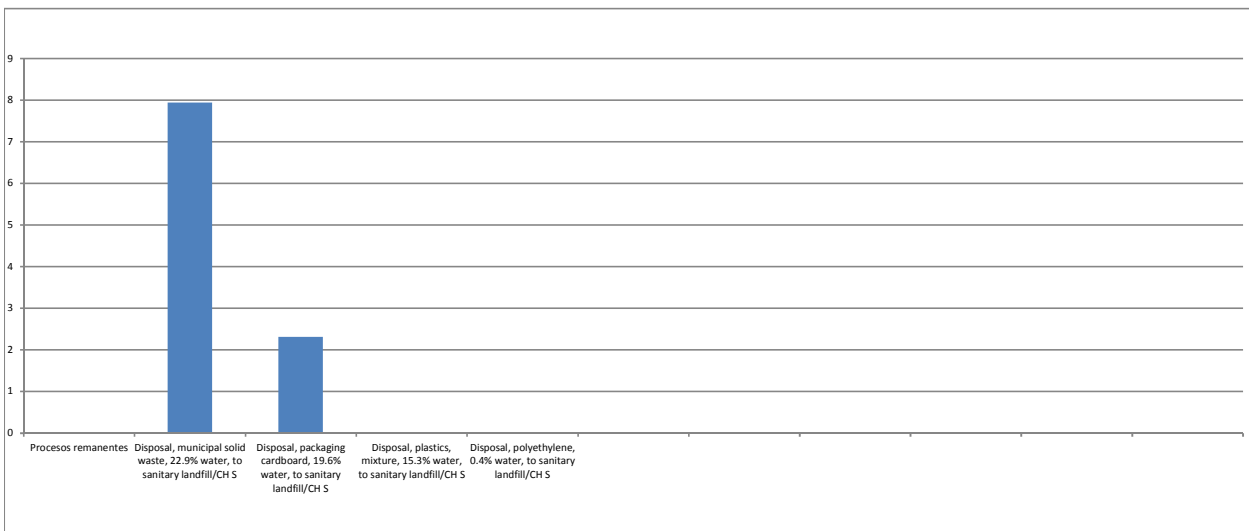 9
8
7
6
5
4
3
2
1
0
Procesos remanentes
Disposal, municipal solid
waste, 22.9% water, to
sanitary landfill/CH S
Disposal, packaging
cardboard, 19.6%
water, to sanitary
landfill/CH S
Disposal, plastics,
mixture, 15.3% water,
to sanitary landfill/CH S
Disposal, polyethylene,
0.4% water, to sanitary
landfill/CH S